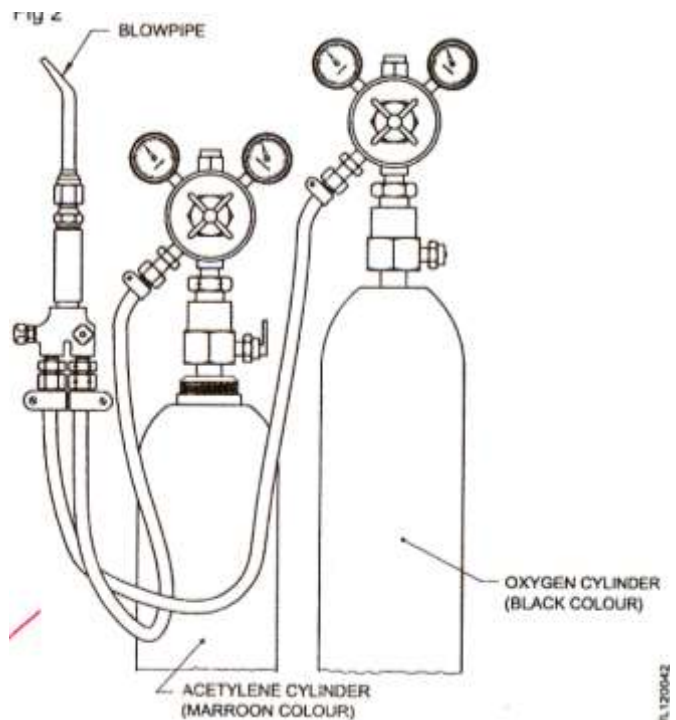 Fig 2
BLOWPIPE
OXYGEN CYLINDER
(BLACK COLOUR)
ACETYLENE CYLINDER
(MARROON COLOUR)